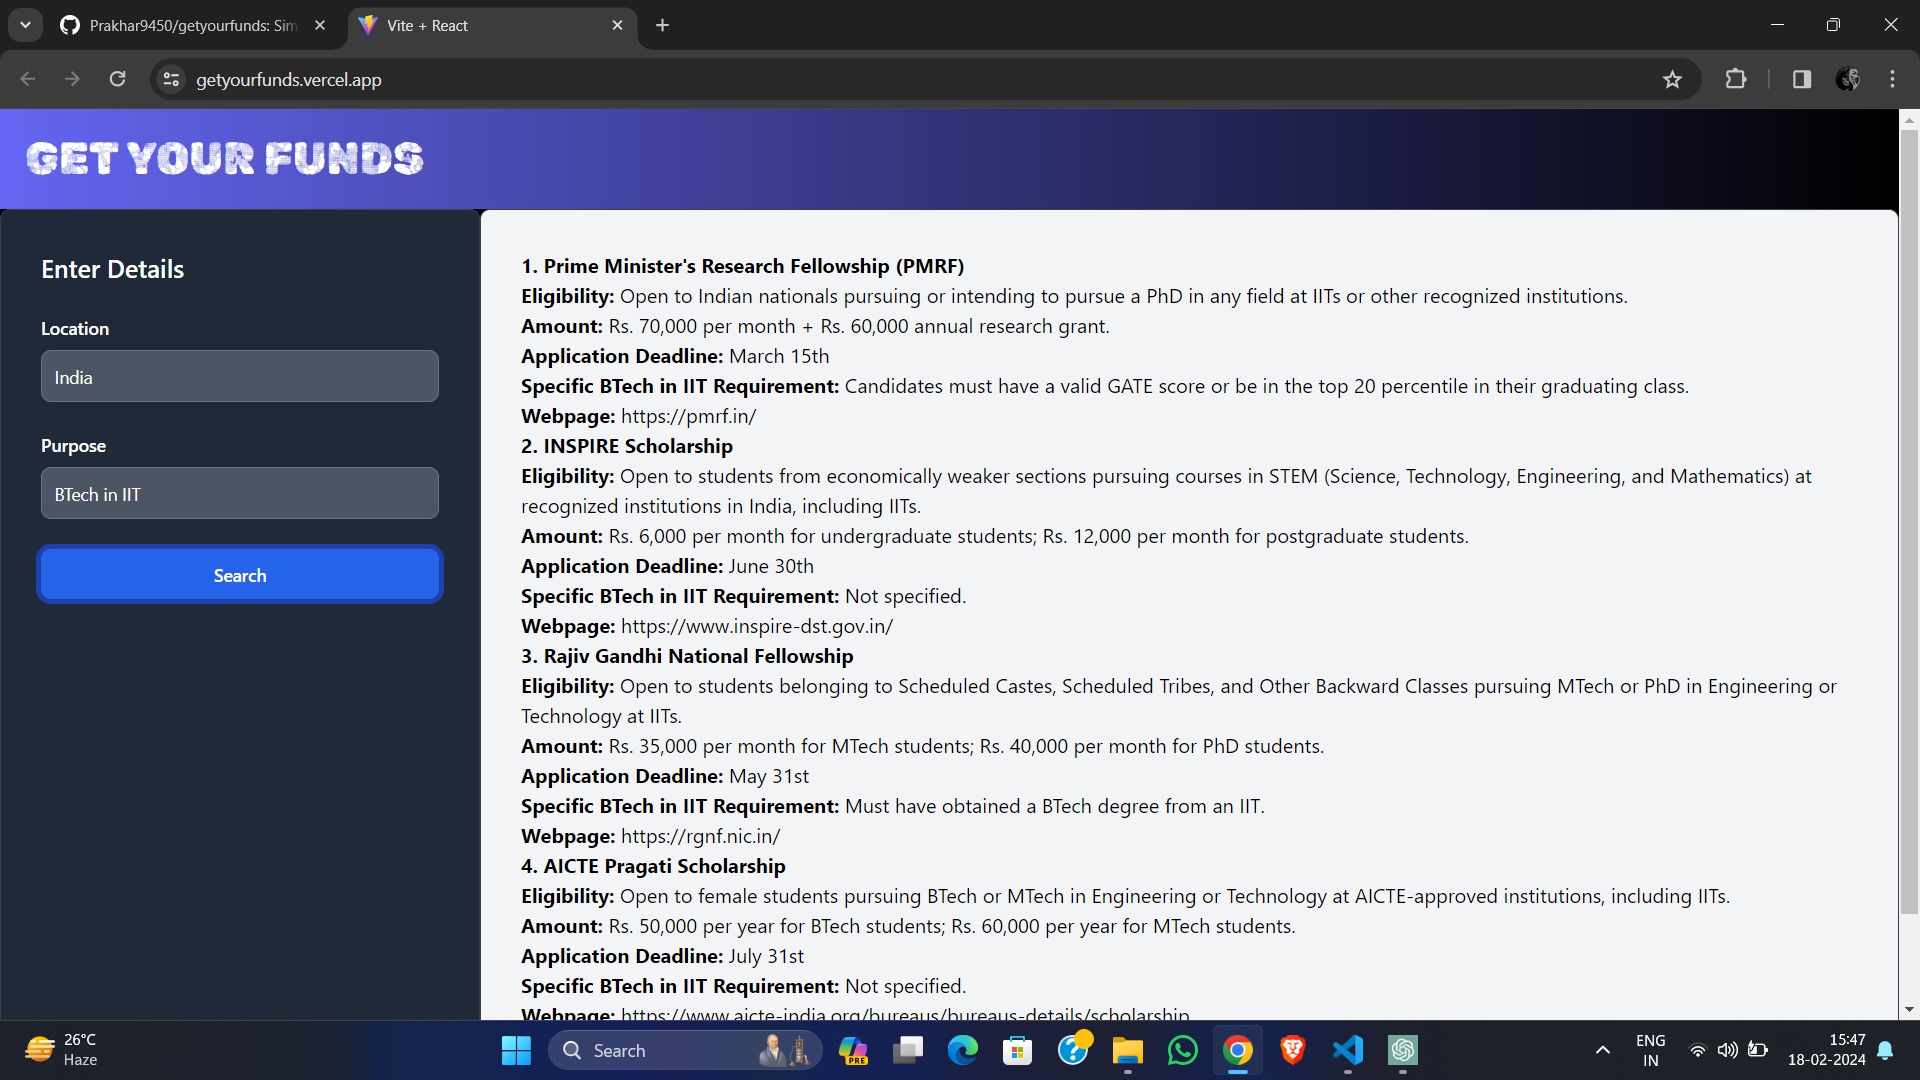 Prakhar9450/getyourfunds: Sim
Vite + React
getyourfunds.vercel.app
GET YOUR FUNDS
Enter Details
Location
India
Purpose
BTech in IIT
Search
1. Prime Minister's Research Fellowship (PMRF)
Eligibility: Open to Indian nationals pursuing or intending to pursue a PhD in any field at IITs or other recognized institutions.
Amount: Rs. 70,000 per month + Rs. 60,000 annual research grant.
Application Deadline: March 15th
Specific BTech in IIT Requirement: Candidates must have a valid GATE score or be in the top 20 percentile in their graduating class.
Webpage: https://pmrf.in/
2. INSPIRE Scholarship
Eligibility: Open to students from economically weaker sections pursuing courses in STEM (Science, Technology, Engineering, and Mathematics) at
recognized institutions in India, including IITs.
Amount: Rs. 6,000 per month for undergraduate students; Rs. 12,000 per month for postgraduate students.
Application Deadline: June 30th
Specific BTech in IIT Requirement: Not specified.
Webpage: https://www.inspire-dst.gov.in/
3. Rajiv Gandhi National Fellowship
Eligibility: Open to students belonging to Scheduled Castes, Scheduled Tribes, and Other Backward Classes pursuing MTech or PhD in Engineering or
Technology at IITs.
Amount: Rs. 35,000 per month for MTech students; Rs. 40,000 per month for PhD students.
Application Deadline: May 31st
Specific BTech in IIT Requirement: Must have obtained a BTech degree from an IIT.
Webpage: https://rgnf.nic.in/
4. AICTE Pragati Scholarship
Eligibility: Open to female students pursuing BTech or MTech in Engineering or Technology at AICTE-approved institutions, including IITs.
Amount: Rs. 50,000 per year for BTech students; Rs. 60,000 per year for MTech students.
Application Deadline: July 31st
Specific BTech in IIT Requirement: Not specified.
Webpage: https://www.aicte-india.org/bureaus/bureaus-details/scholarship
26°C
Haze
Search
PRE
ENG
IN
15:47
18-02-2024